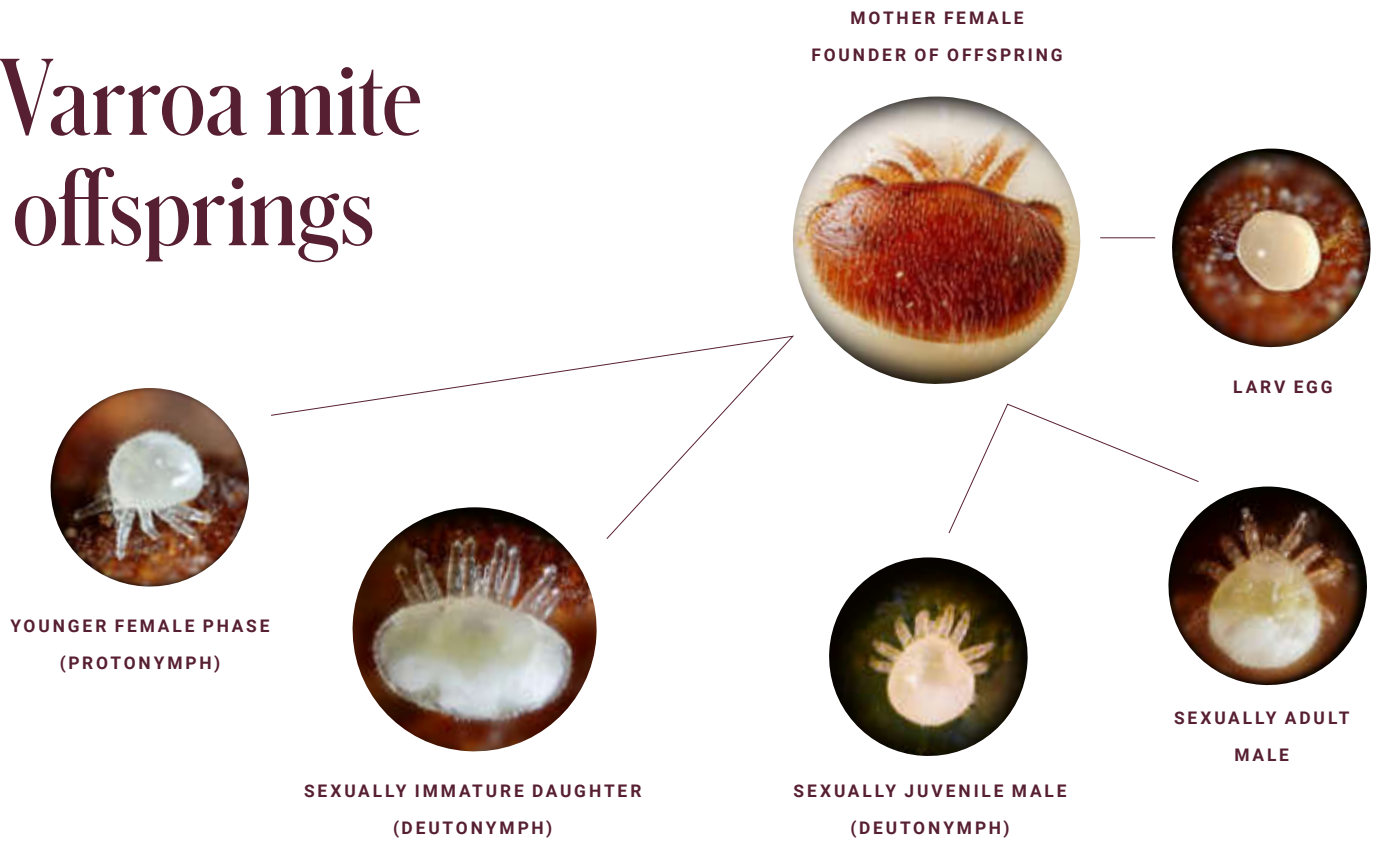 Varroa mite
offsprings
MOTHER FEMALE
FOUNDER OF OFFSPRING
LARV EGG
YOUNGER FEMALE PHASE
(PROTONYMPH)
SEXUALLY IMMATURE DAUGHTER
(DEUTONYMPH)
SEXUALLY JUVENILE MALE
(DEUTONYMPH)
SEXUALLY ADULT
MALE